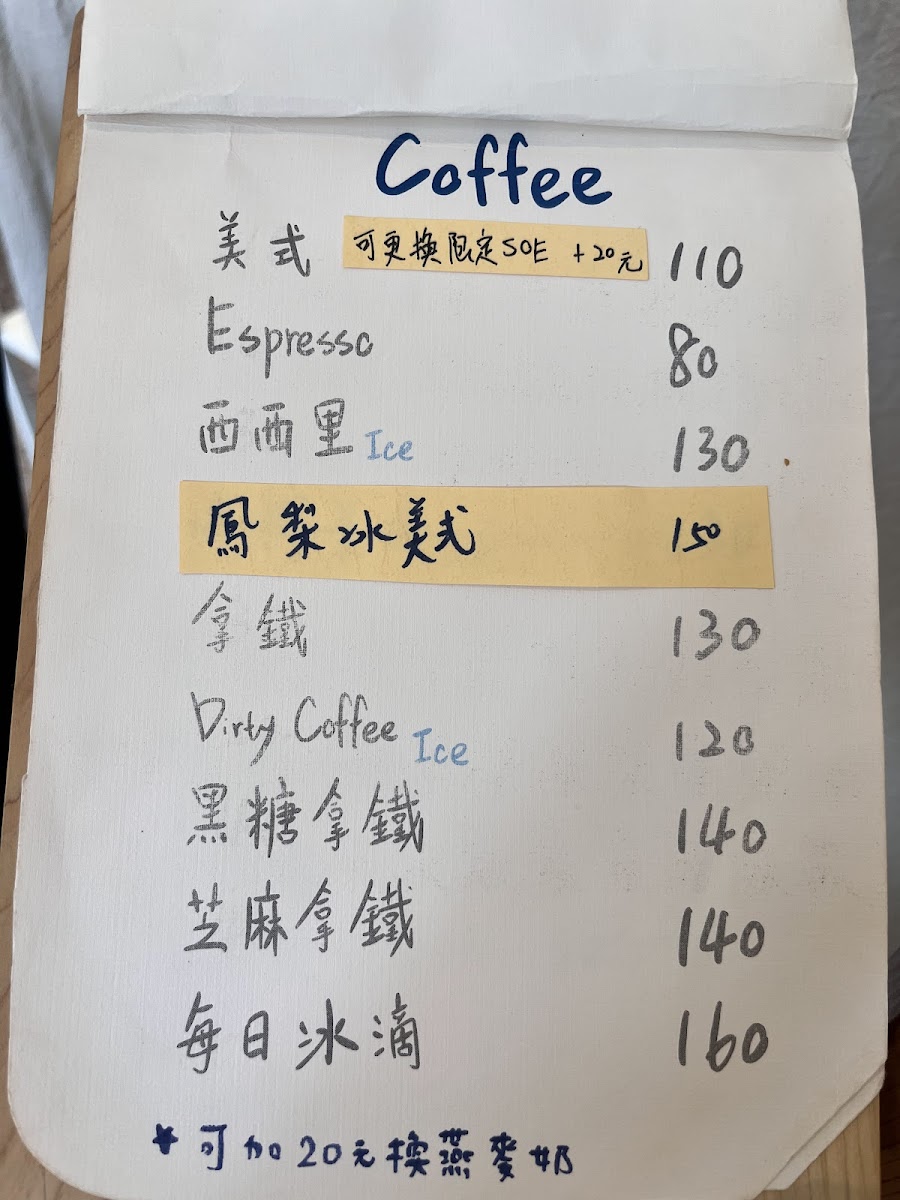 Coffee
美式 可更換限定SOE +20元 110
Espresso 80
西西里 Ice 130
鳳梨冰美式 150
拿鐵 130
Dirty Coffee Ice 120
黑糖拿鐵 140
芝麻拿鐵 140
每日冰滴 160
★可加20元換燕麥奶